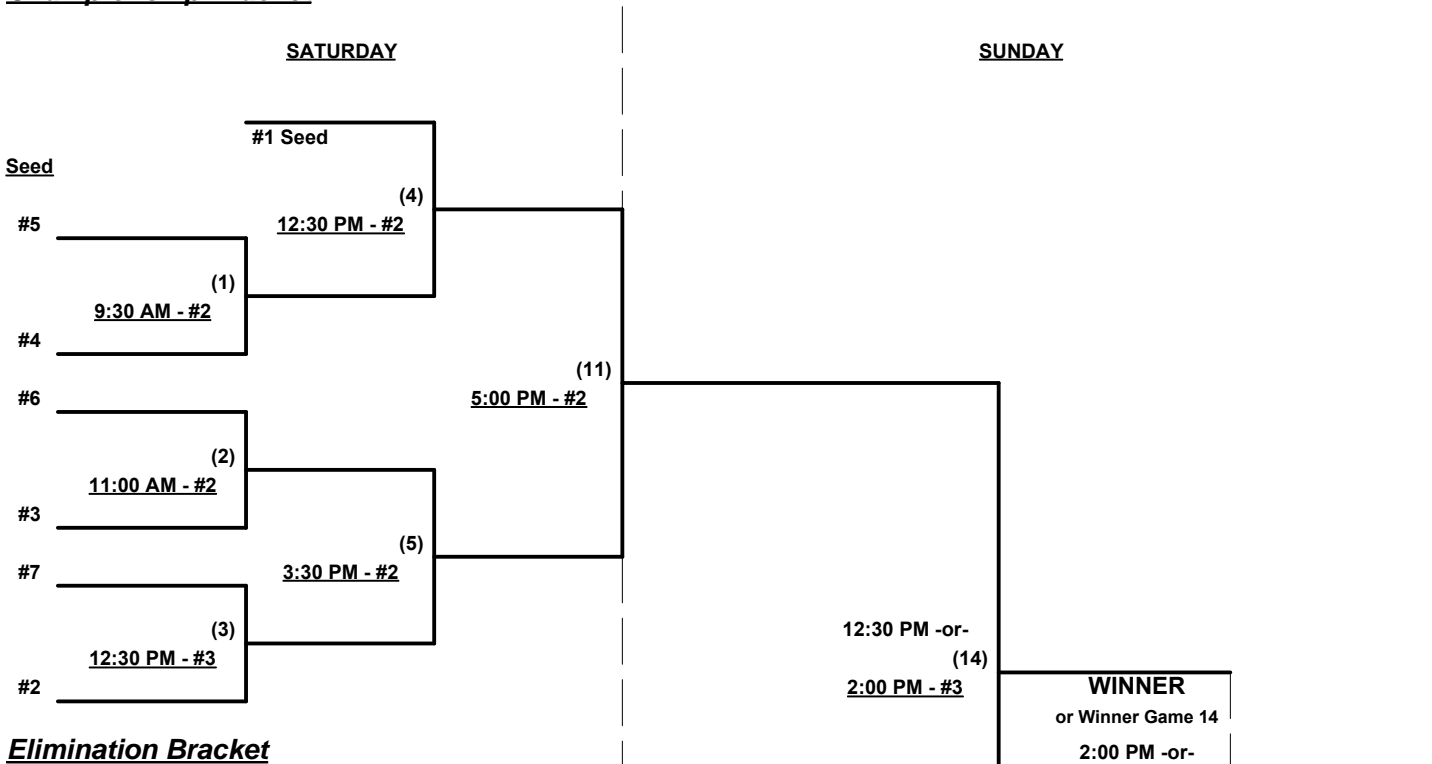 SATURDAY
SUNDAY
#1 Seed
Seed
(4)
#5
12:30 PM - #2
(1)
9:30 AM - #2
#4
(11)
#6
5:00 PM - #2
(2)
11:00 AM - #2
#3
(5)
#7
3:30 PM - #2
(3)
12:30 PM -or-
12:30 PM - #3
(14)
#2
2:00 PM - #3
WINNER
or Winner Game 14
Elimination Bracket
2:00 PM -or-